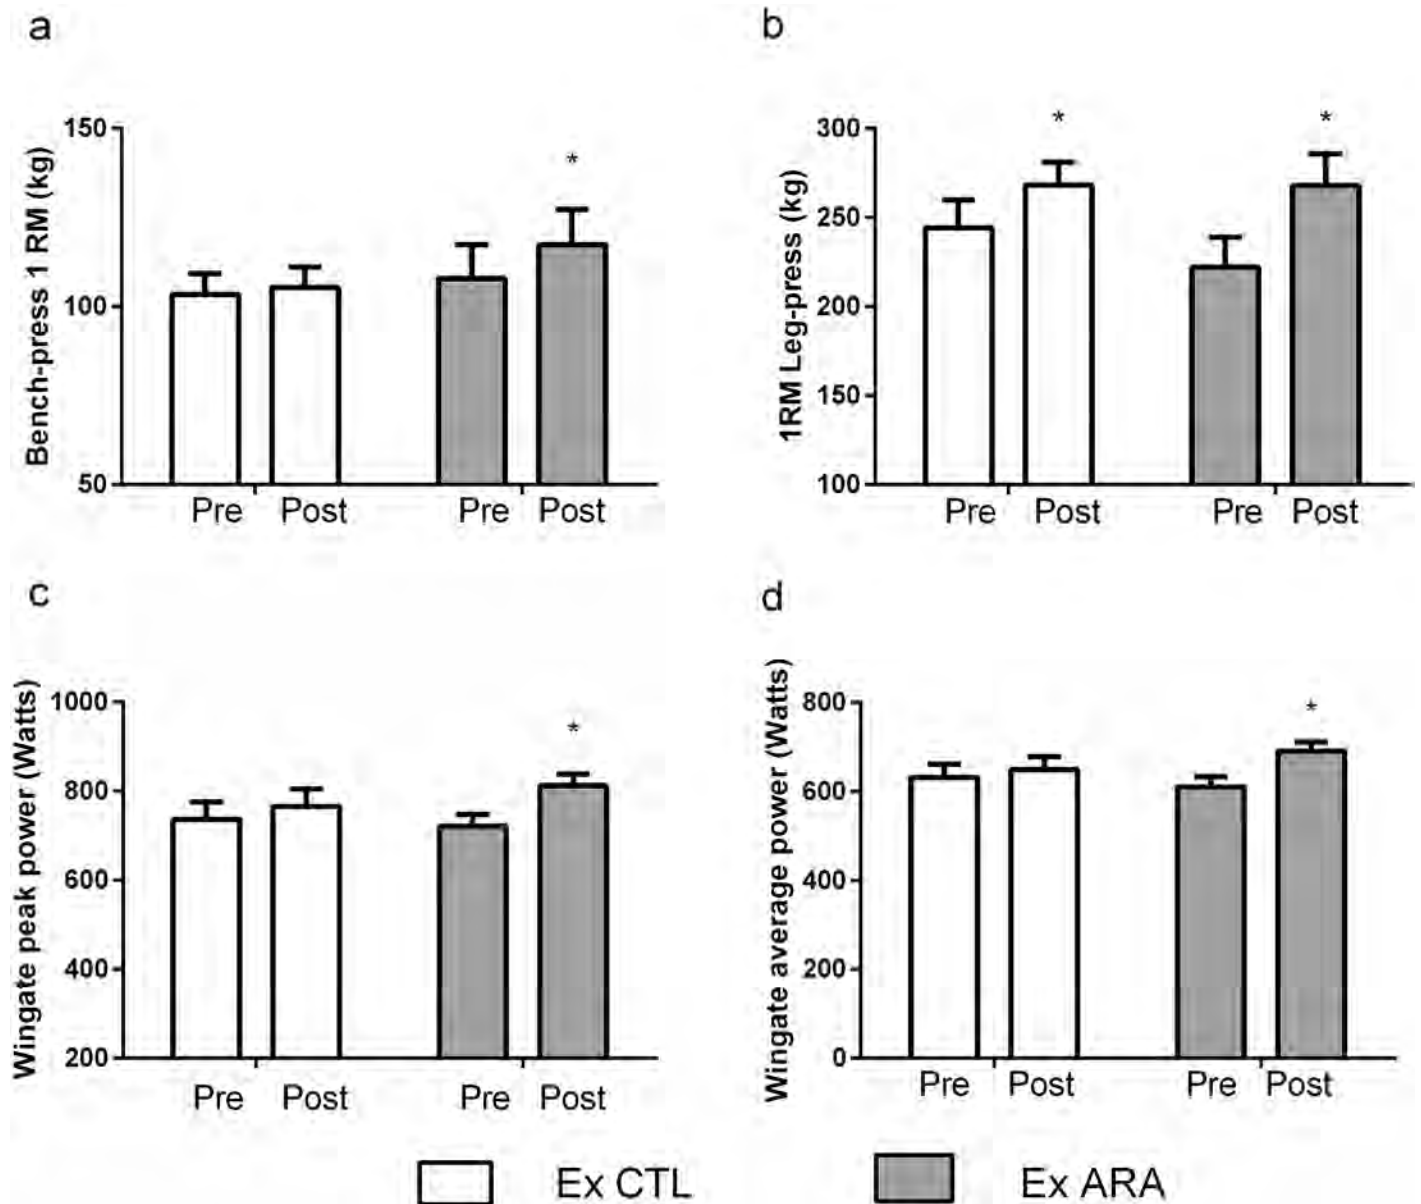 a
Bench-press 1 RM (kg)
150
100
50
*
Pre Post Pre Post
b
1RM Leg-press (kg)
300
250
200
150
100
* *
Pre Post Pre Post
c
Wingate peak power (Watts)
1000
800
600
400
200
*
Pre Post Pre Post
d
Wingate average power (Watts)
800
600
400
200
0
*
Pre Post Pre Post
Ex CTL Ex ARA